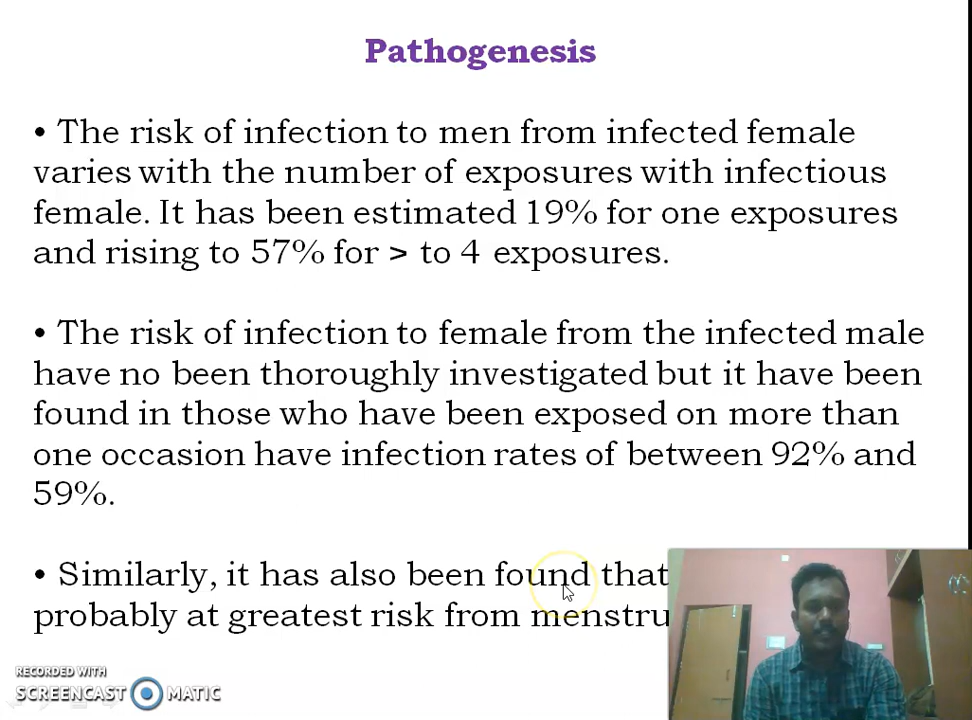 Pathogenesis
• The risk of infection to men from infected female
varies with the number of exposures with infectious
female. It has been estimated 19% for one exposures
and rising to 57% for > to 4 exposures.
• The risk of infection to female from the infected male
have no been thoroughly investigated but it have been
found in those who have been exposed on more than
one occasion have infection rates of between 92% and
59%.
• Similarly, it has also been found that
probably at greatest risk from menstru
RECORDED WITH
SCREENCAST MATIC